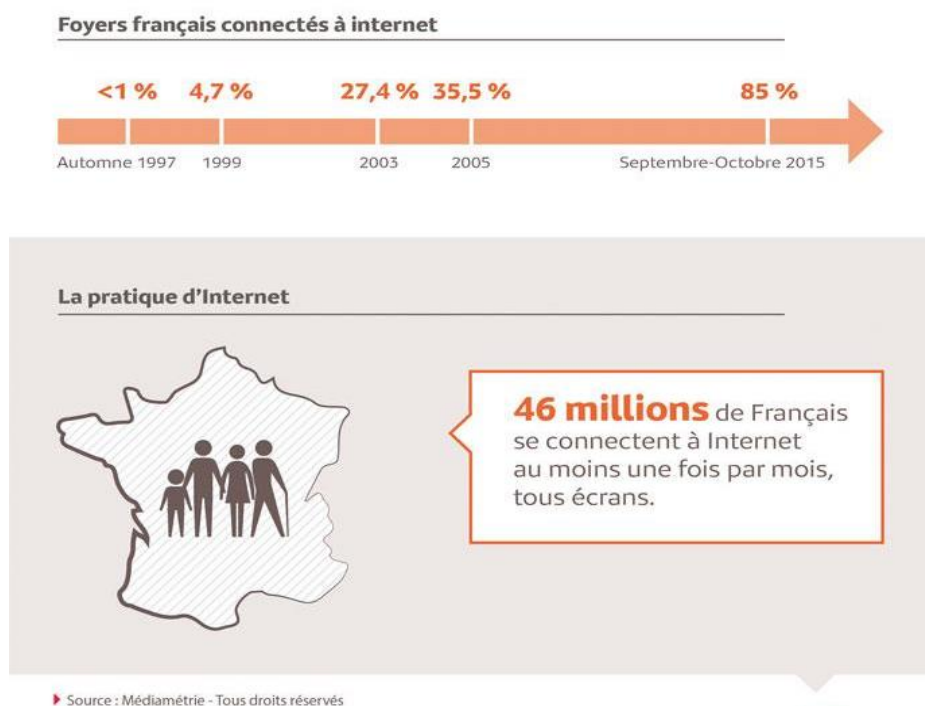 Foyers français connectés à internet
<1 % 4,7 % 27,4 % 35,5 % 85 %
Automne 1997 1999 2003 2005 Septembre-Octobre 2015
La pratique d’Internet
46 millions de Français
se connectent à Internet
au moins une fois par mois,
tous écrans.
Source : Médiamétrie - Tous droits réservés